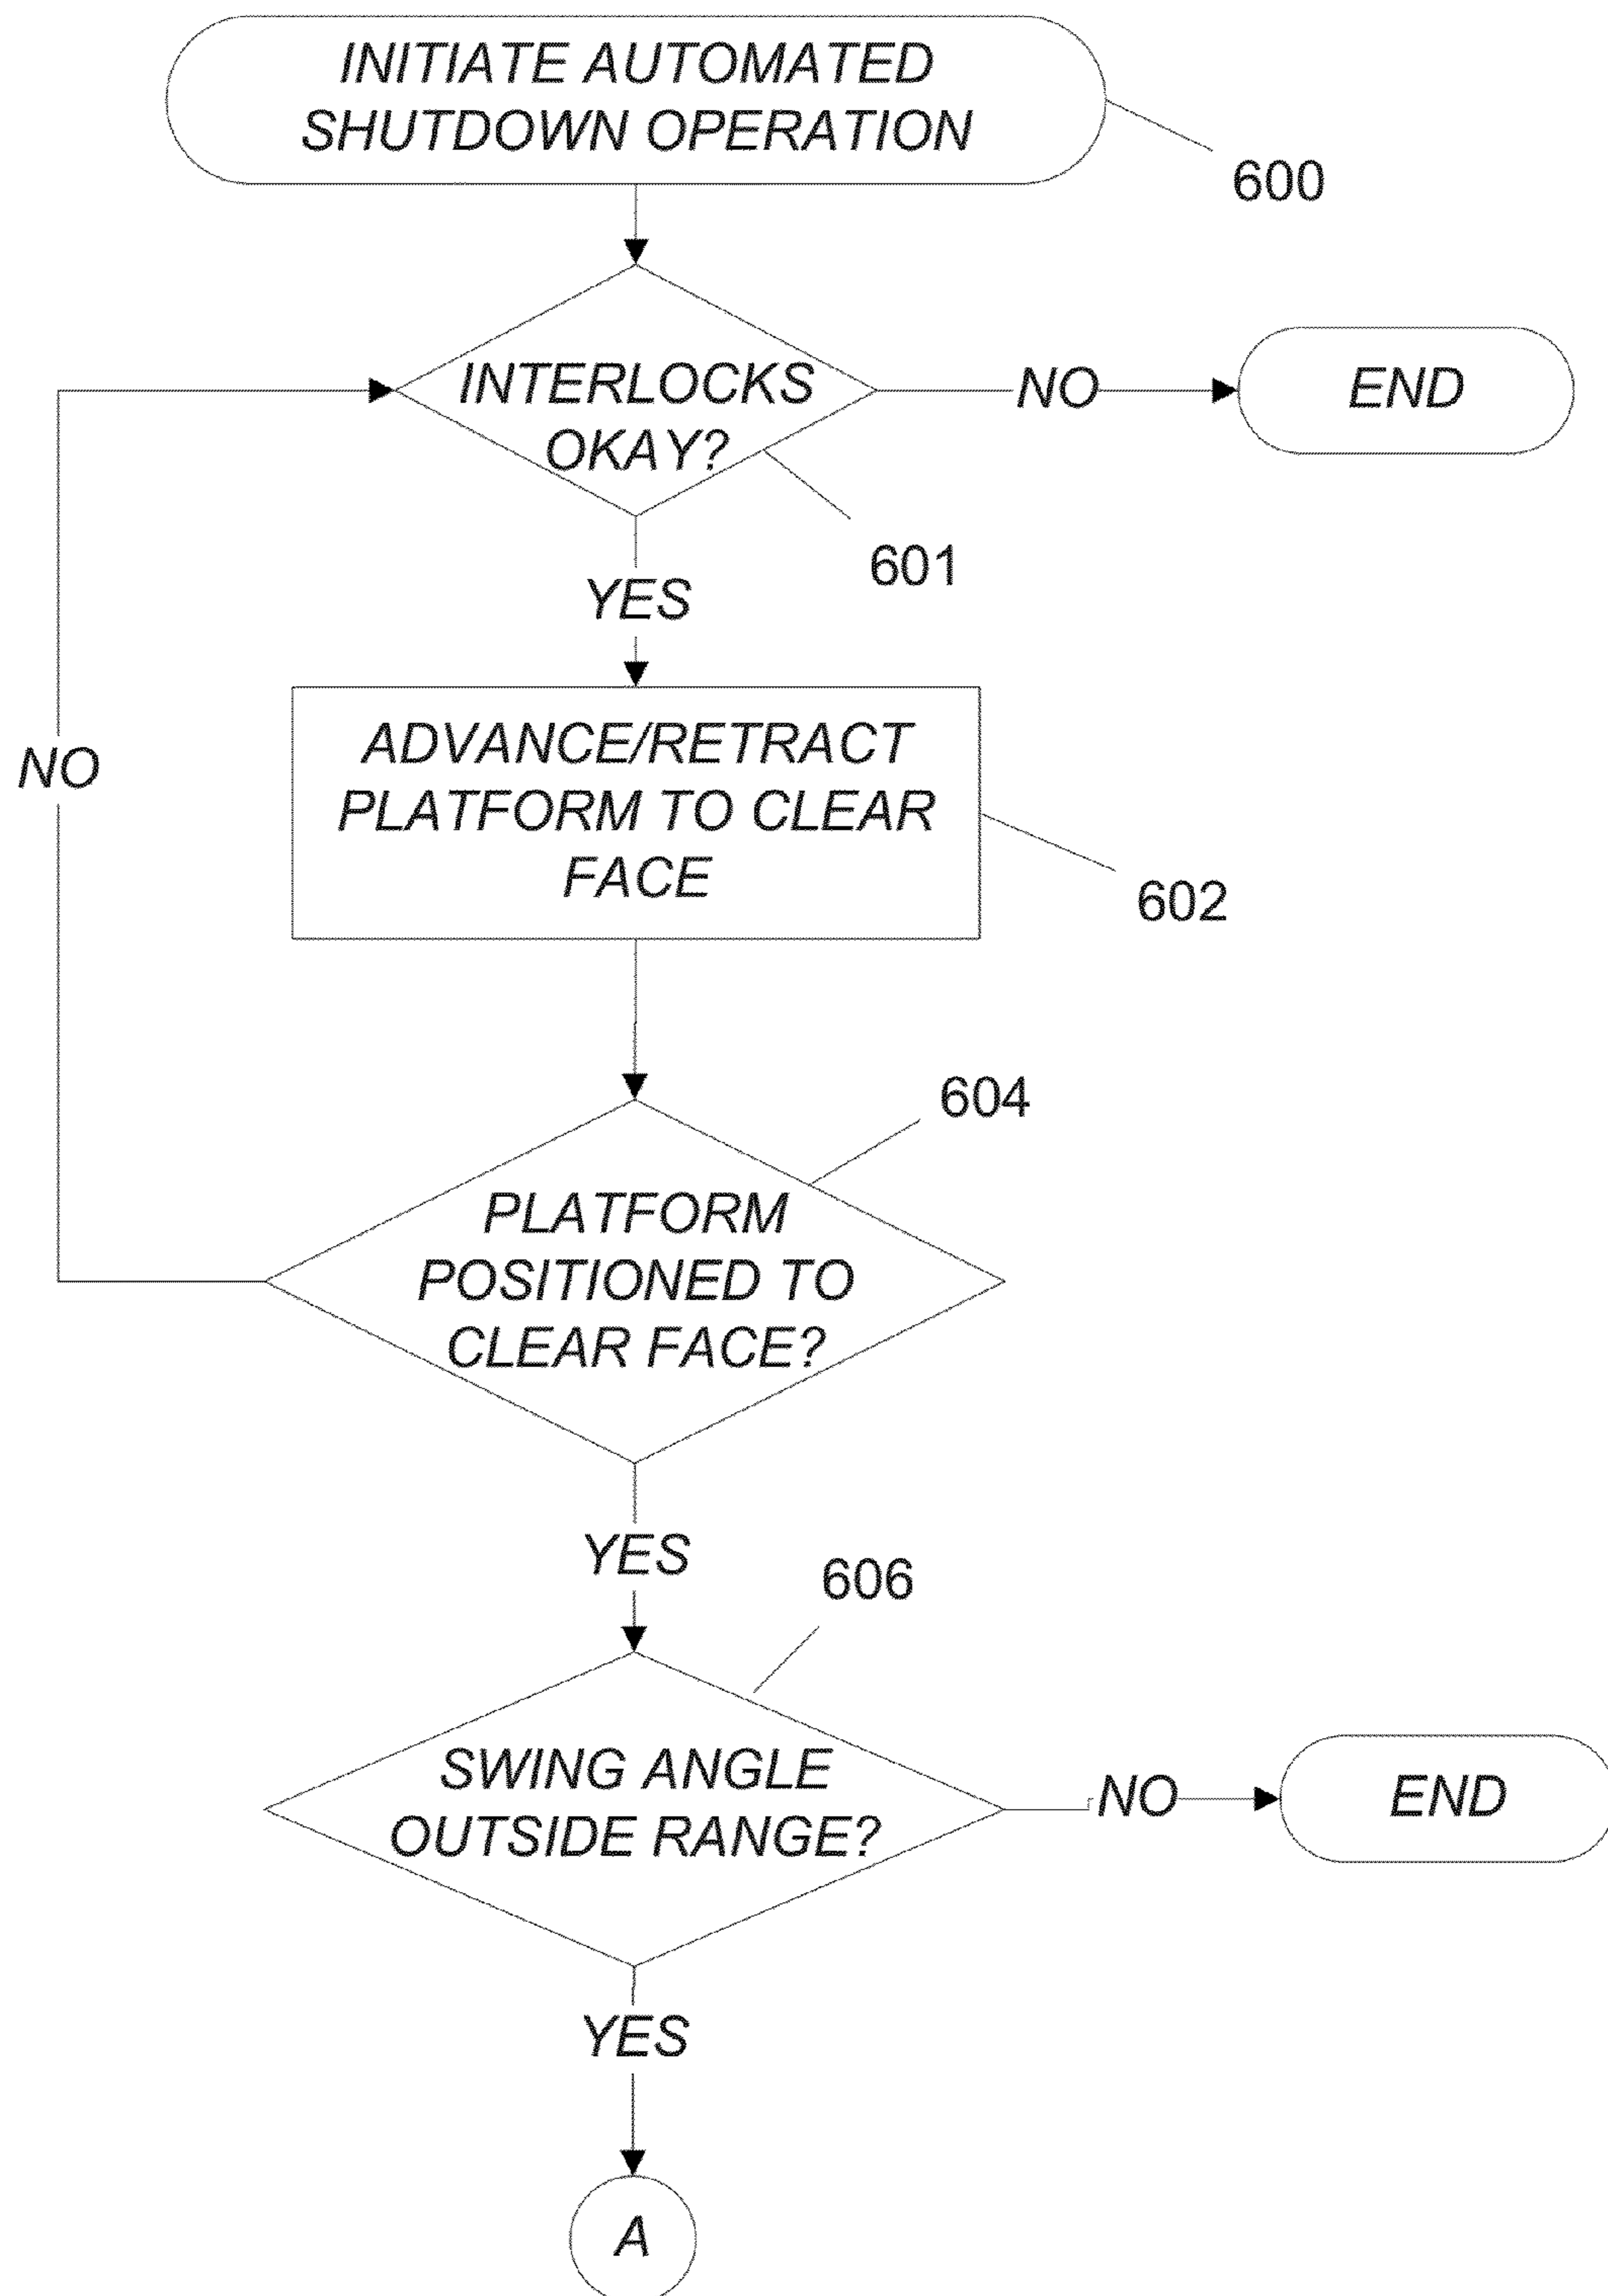 INITIATE AUTOMATED
SHUTDOWN OPERATION
600
INTERLOCKS
OKAY?
NO
END
601
YES
ADVANCE/RETRACT
PLATFORM TO CLEAR
FACE
NO
602
604
PLATFORM
POSITIONED TO
CLEAR FACE?
YES
606
SWING ANGLE
OUTSIDE RANGE?
NO
END
YES
A